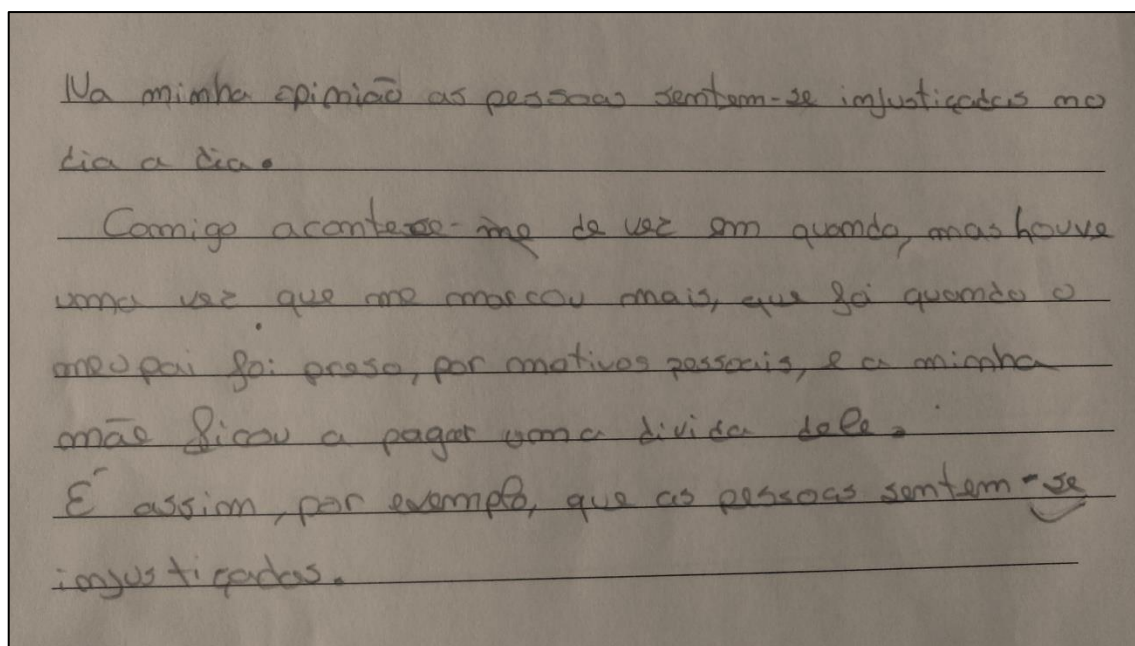 Na minha opinião as pessoas sentem-se injustiçadas no
dia a dia.
Comigo acontece-me de vez em quando, mas houve
uma vez que me marcou mais, que foi quando o
meu pai foi preso, por motivos pessoais, e a minha
mãe ficou a pagar uma divida dele.
É assim, por exemplo, que as pessoas sentem-se
injustiçadas.